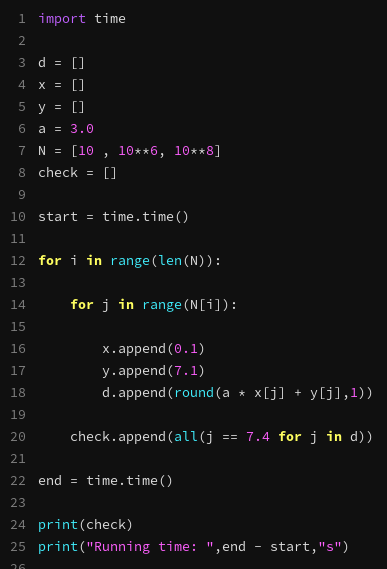 1 import time
2
3 d = []
4 x = []
5 y = []
6 a = 3.0
7 N = [10 , 10**6, 10**8]
8 check = []
9
10 start = time.time()
11
12 for i in range(len(N)):
13
14     for j in range(N[i]):
15
16         x.append(0.1)
17         y.append(7.1)
18         d.append(round(a * x[j] + y[j],1))
19
20     check.append(all(j == 7.4 for j in d))
21
22 end = time.time()
23
24 print(check)
25 print("Running time: ",end - start,"s")
26